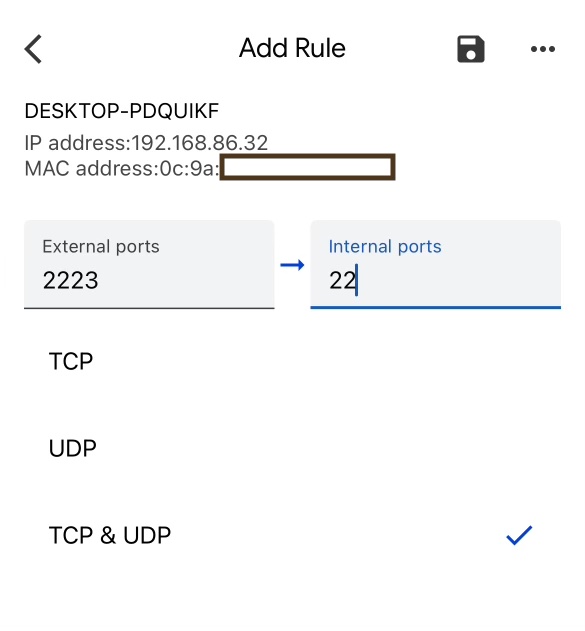 Add Rule
DESKTOP-PDQUIKF
IP address:192.168.86.32
MAC address:0c:9a:
External ports
2223
Internal ports
22
TCP
UDP
TCP & UDP